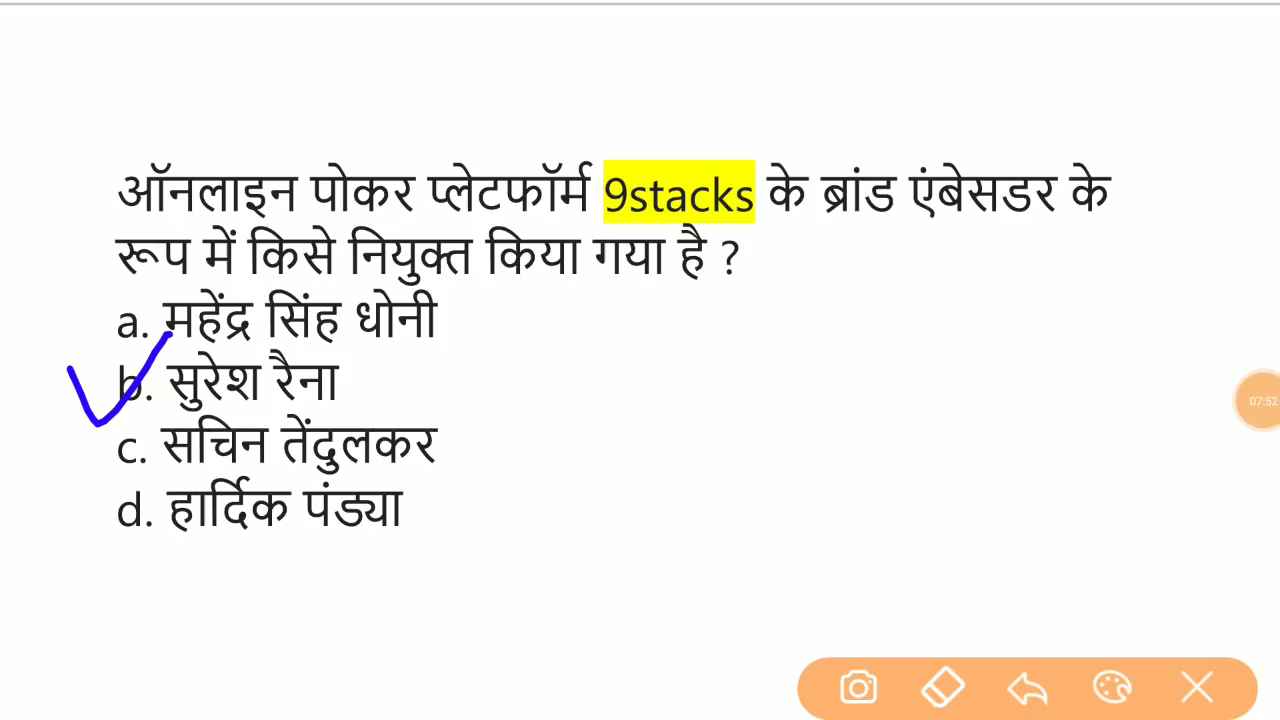 ऑनलाइन पोकर प्लेटफॉर्म 9stacks के ब्रांड एंबेसडर के
रूप में किसे नियुक्त किया गया है ?
a. महेंद्र सिंह धोनी
b. सुरेश रैना
c. सचिन तेंदुलकर
d. हार्दिक पंड्या
07:52